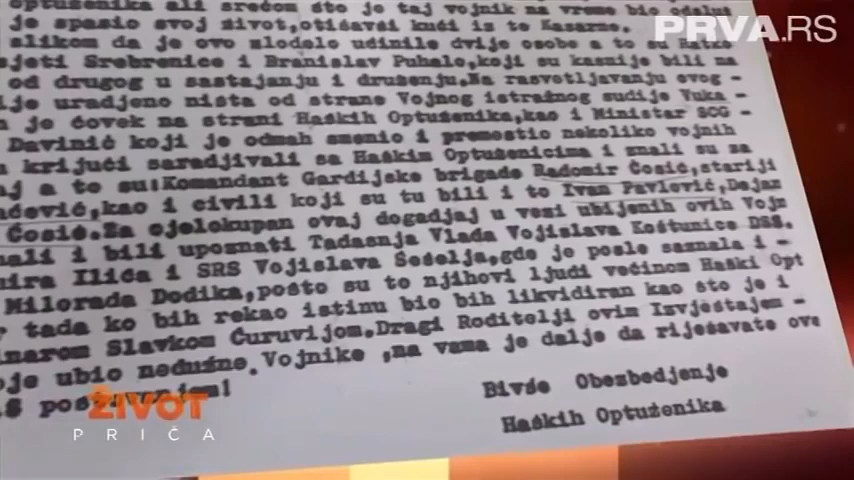 optuženika ali srećom što je taj vojnik na vreme bio
je spasio svoj život, otišavši kući iz te Kasarne.
slikom da je ovo zlodelo učinile dvije osobe a to su Ratko
Srebrenice i Branislav Puhalo, koji su kasnije bili na
od drugog u sastajanju i druženju. Na rasvetljavanju ovog -
je uradjeno ništa od strane Vojnog istražnog sudije Vuka -
je čovek na strani Haških Optuženika, kao i Ministar SCG -
Davinić koji je odmah smenio i premestio nekoliko vojnih
krijući saradjivali sa Haškim Optuženicima i znali su za
a to su: Komandant Gardijske brigade Radomir Ćosić, stariji
kao i civili koji su tu bili i to Ivan Pavlović, Dejan
Ćosić. Za cjelokupan ovaj dogadjaj u vezi ubijenih ovih Vojn
i bili upoznati Tadašnja Vlada Vojislava Koštunice DSS,
Ilića i SRS Vojislava Šešelja, gde je posle saznala i -
Milorada Dodika, pošto su to njihovi ljudi većinom Haški Opt
tada ko bih rekao istinu bio bih likvidiran kao što je i
Slavkom Ćuruvijom. Dragi Roditelji ovim Izvještajem -
je ubio nedužne. Vojnike , na vama je dalje da riješavate ove
Bivše Obezbedjenje
Haških Optuženika
PRVA.RS
ŽIVOT
PRIČA